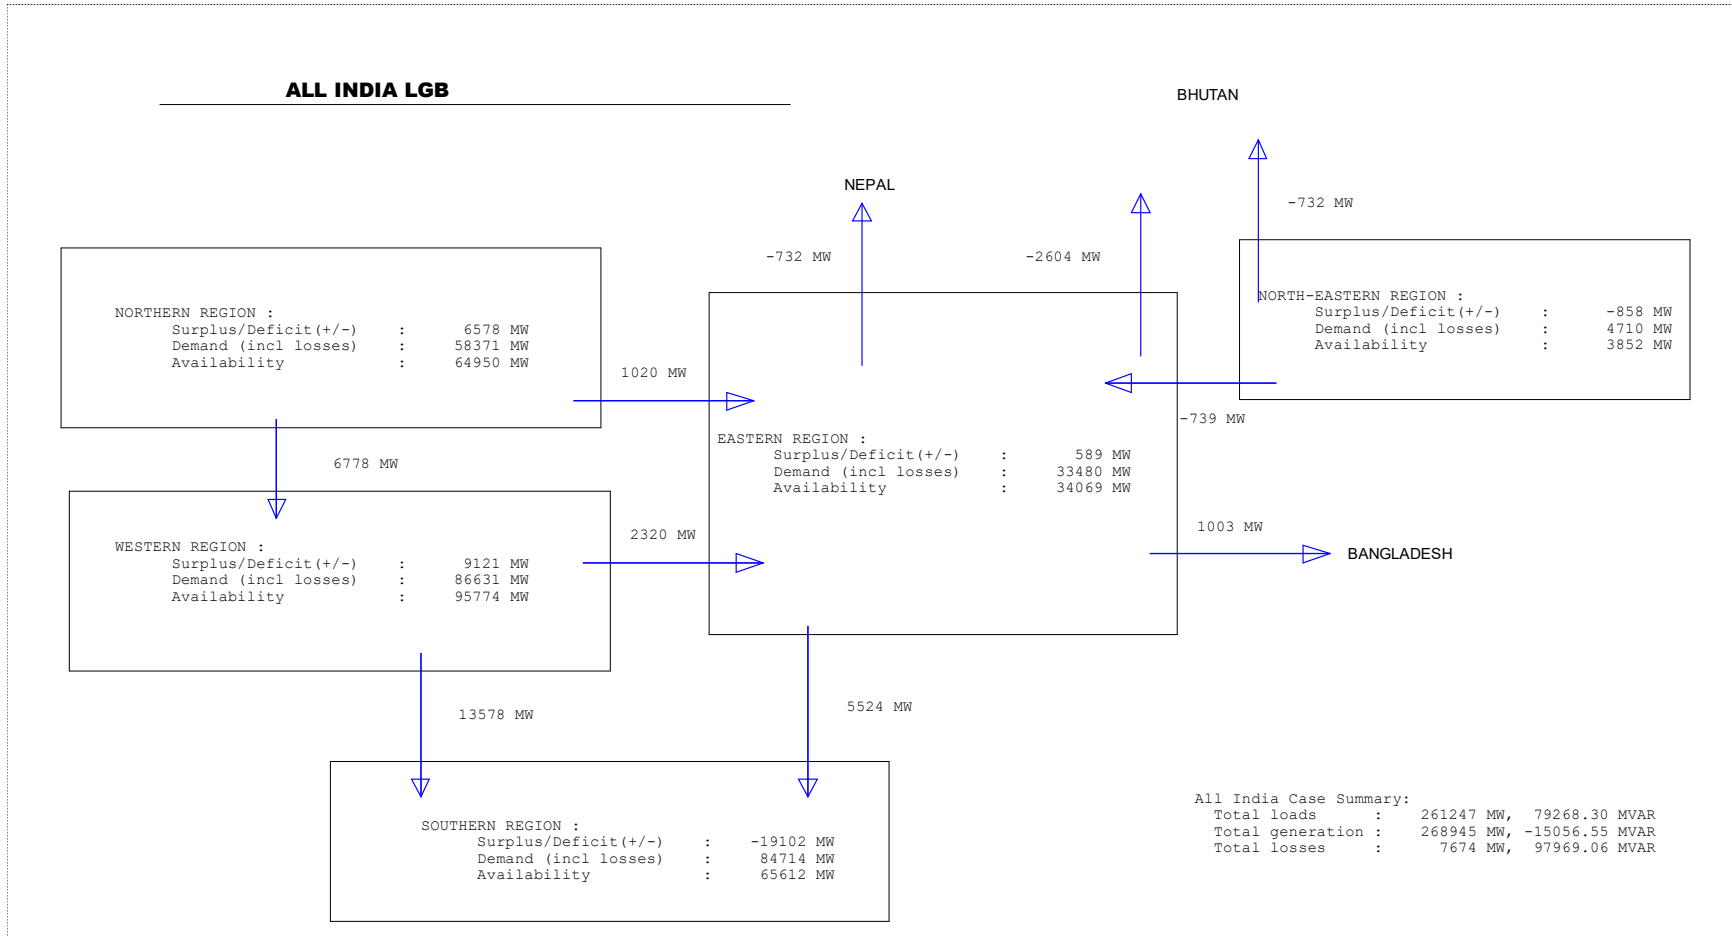 ALL INDIA LGB
BHUTAN
NEPAL
-732 MW
-732 MW
-2604 MW
NORTHERN REGION :
Surplus/Deficit(+/-) : 6578 MW
Demand (incl losses) : 58371 MW
Availability : 64950 MW
NORTH-EASTERN REGION :
Surplus/Deficit(+/-) : -858 MW
Demand (incl losses) : 4710 MW
Availability : 3852 MW
1020 MW
-739 MW
6778 MW
EASTERN REGION :
Surplus/Deficit(+/-) : 589 MW
Demand (incl losses) : 33480 MW
Availability : 34069 MW
WESTERN REGION :
Surplus/Deficit(+/-) : 9121 MW
Demand (incl losses) : 86631 MW
Availability : 95774 MW
2320 MW
1003 MW
BANGLADESH
13578 MW
5524 MW
SOUTHERN REGION :
Surplus/Deficit(+/-) : -19102 MW
Demand (incl losses) : 84714 MW
Availability : 65612 MW
All India Case Summary:
Total loads : 261247 MW, 79268.30 MVAR
Total generation : 268945 MW, -15056.55 MVAR
Total losses : 7674 MW, 97969.06 MVAR